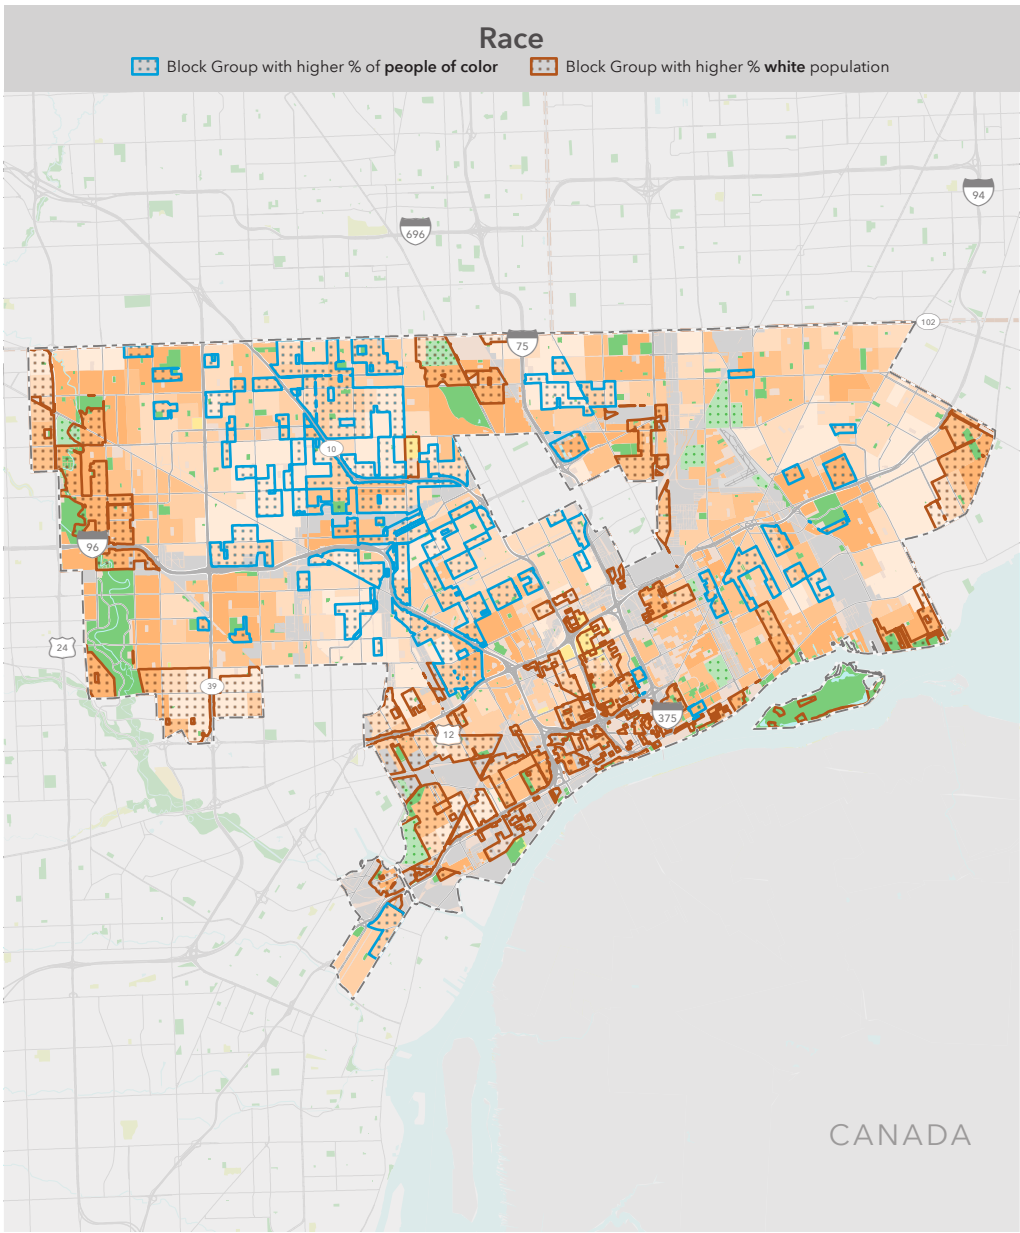 Race
Block Group with higher % of people of color
Block Group with higher % white population
94
696
102
75
10
96
24
39
375
12
CANADA